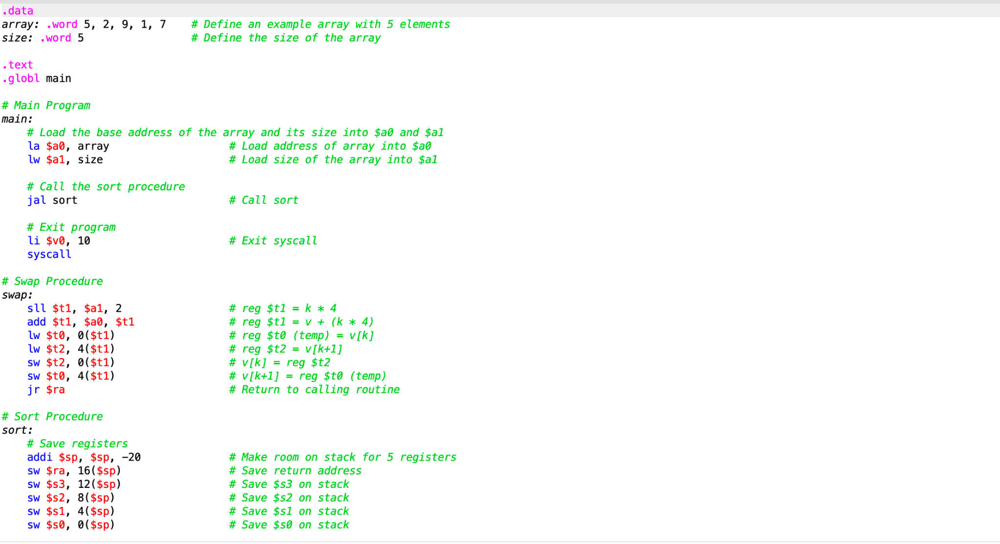 .data
array: .word 5, 2, 9, 1, 7    # Define an example array with 5 elements
size: .word 5                 # Define the size of the array
.text
.globl main
# Main Program
main:
    # Load the base address of the array and its size into $a0 and $a1
    la $a0, array                   # Load address of array into $a0
    lw $a1, size                    # Load size of the array into $a1
    # Call the sort procedure
    jal sort                        # Call sort
    # Exit program
    li $v0, 10                      # Exit syscall
    syscall
# Swap Procedure
swap:
    sll $t1, $a1, 2                 # reg $t1 = k * 4
    add $t1, $a0, $t1               # reg $t1 = v + (k * 4)
    lw $t0, 0($t1)                  # reg $t0 (temp) = v[k]
    lw $t2, 4($t1)                  # reg $t2 = v[k+1]
    sw $t2, 0($t1)                  # v[k] = reg $t2
    sw $t0, 4($t1)                  # v[k+1] = reg $t0 (temp)
    jr $ra                          # Return to calling routine
# Sort Procedure
sort:
    # Save registers
    addi $sp, $sp, -20              # Make room on stack for 5 registers
    sw $ra, 16($sp)                 # Save return address
    sw $s3, 12($sp)                 # Save $s3 on stack
    sw $s2, 8($sp)                  # Save $s2 on stack
    sw $s1, 4($sp)                  # Save $s1 on stack
    sw $s0, 0($sp)                  # Save $s0 on stack